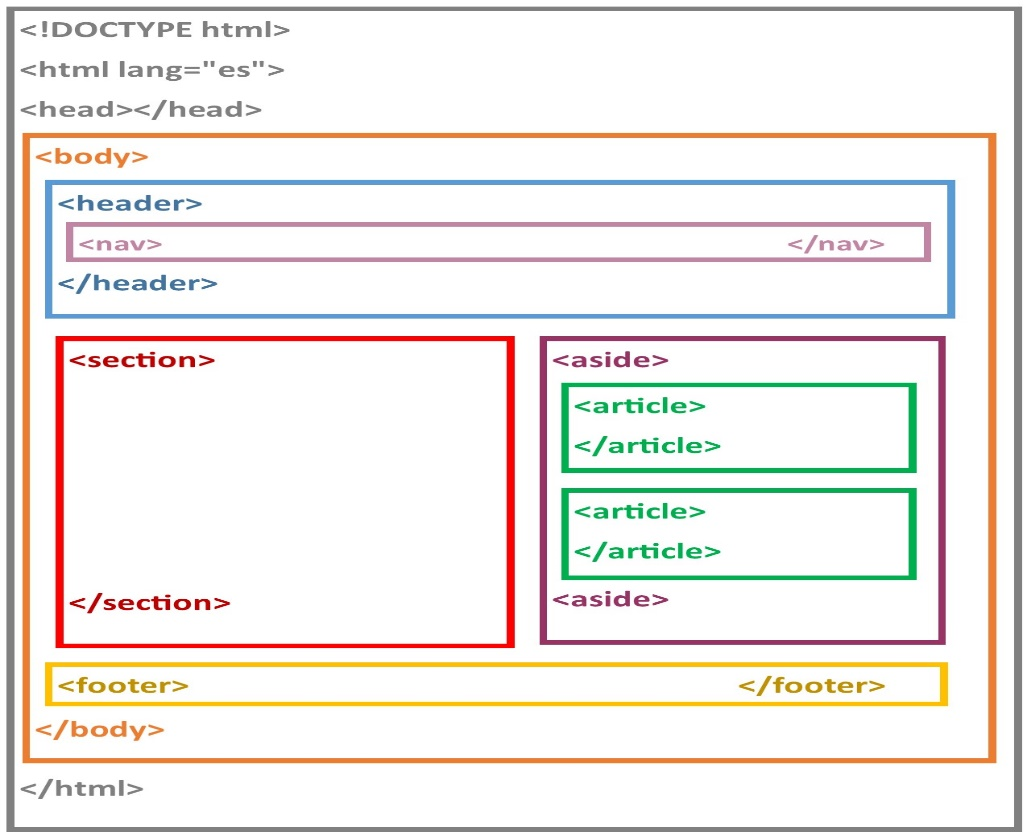 <!DOCTYPE html>
<html lang="es">
<head></head>
<body>
<header>
<nav> </nav>
</header>
<section>
</section>
<aside>
<article>
</article>
<article>
</article>
<aside>
<footer> </footer>
</body>
</html>